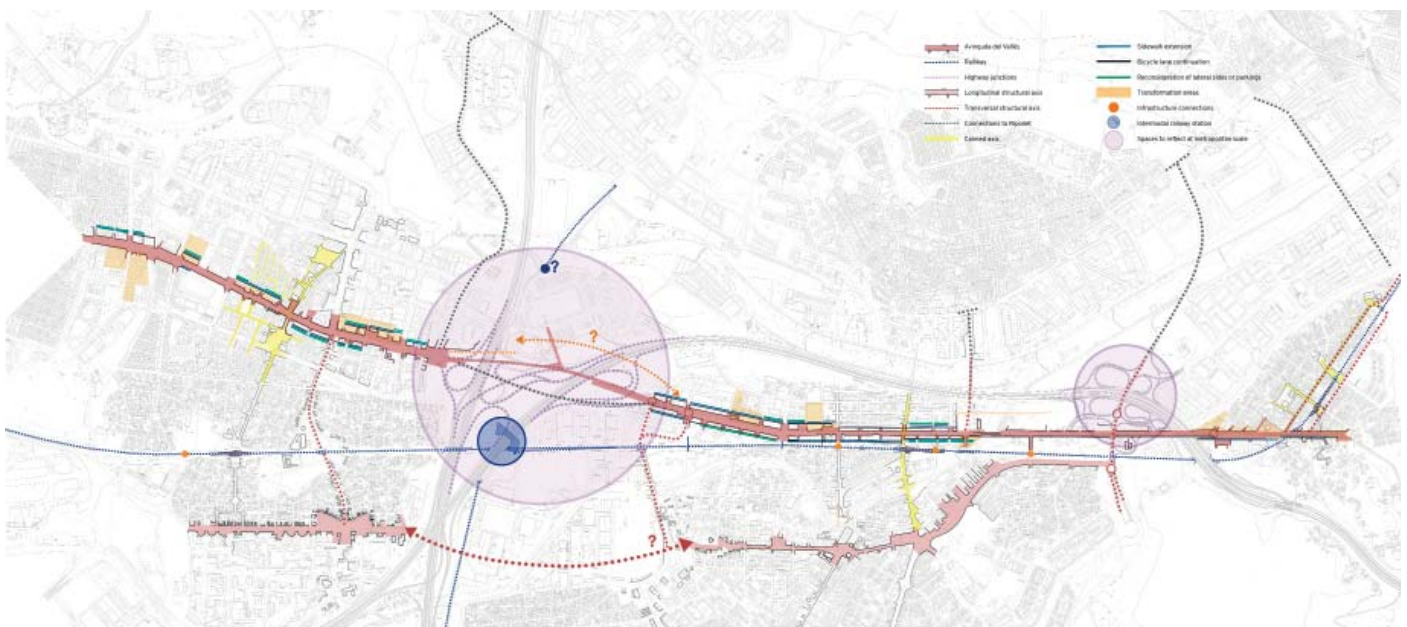 Avinguda del Vallès
Railway
Highway junctions
Longitudinal structural axis
Transversal structural axis
Connections to Ripollet
Comercial axis
Sidewalk extension
Bicycle lane continuation
Reconsideration of lateral sides or parkings
Transformation areas
Infrastructure connections
Intermodal railway station
Spaces to reflect at metropolitan scale
?
?
?